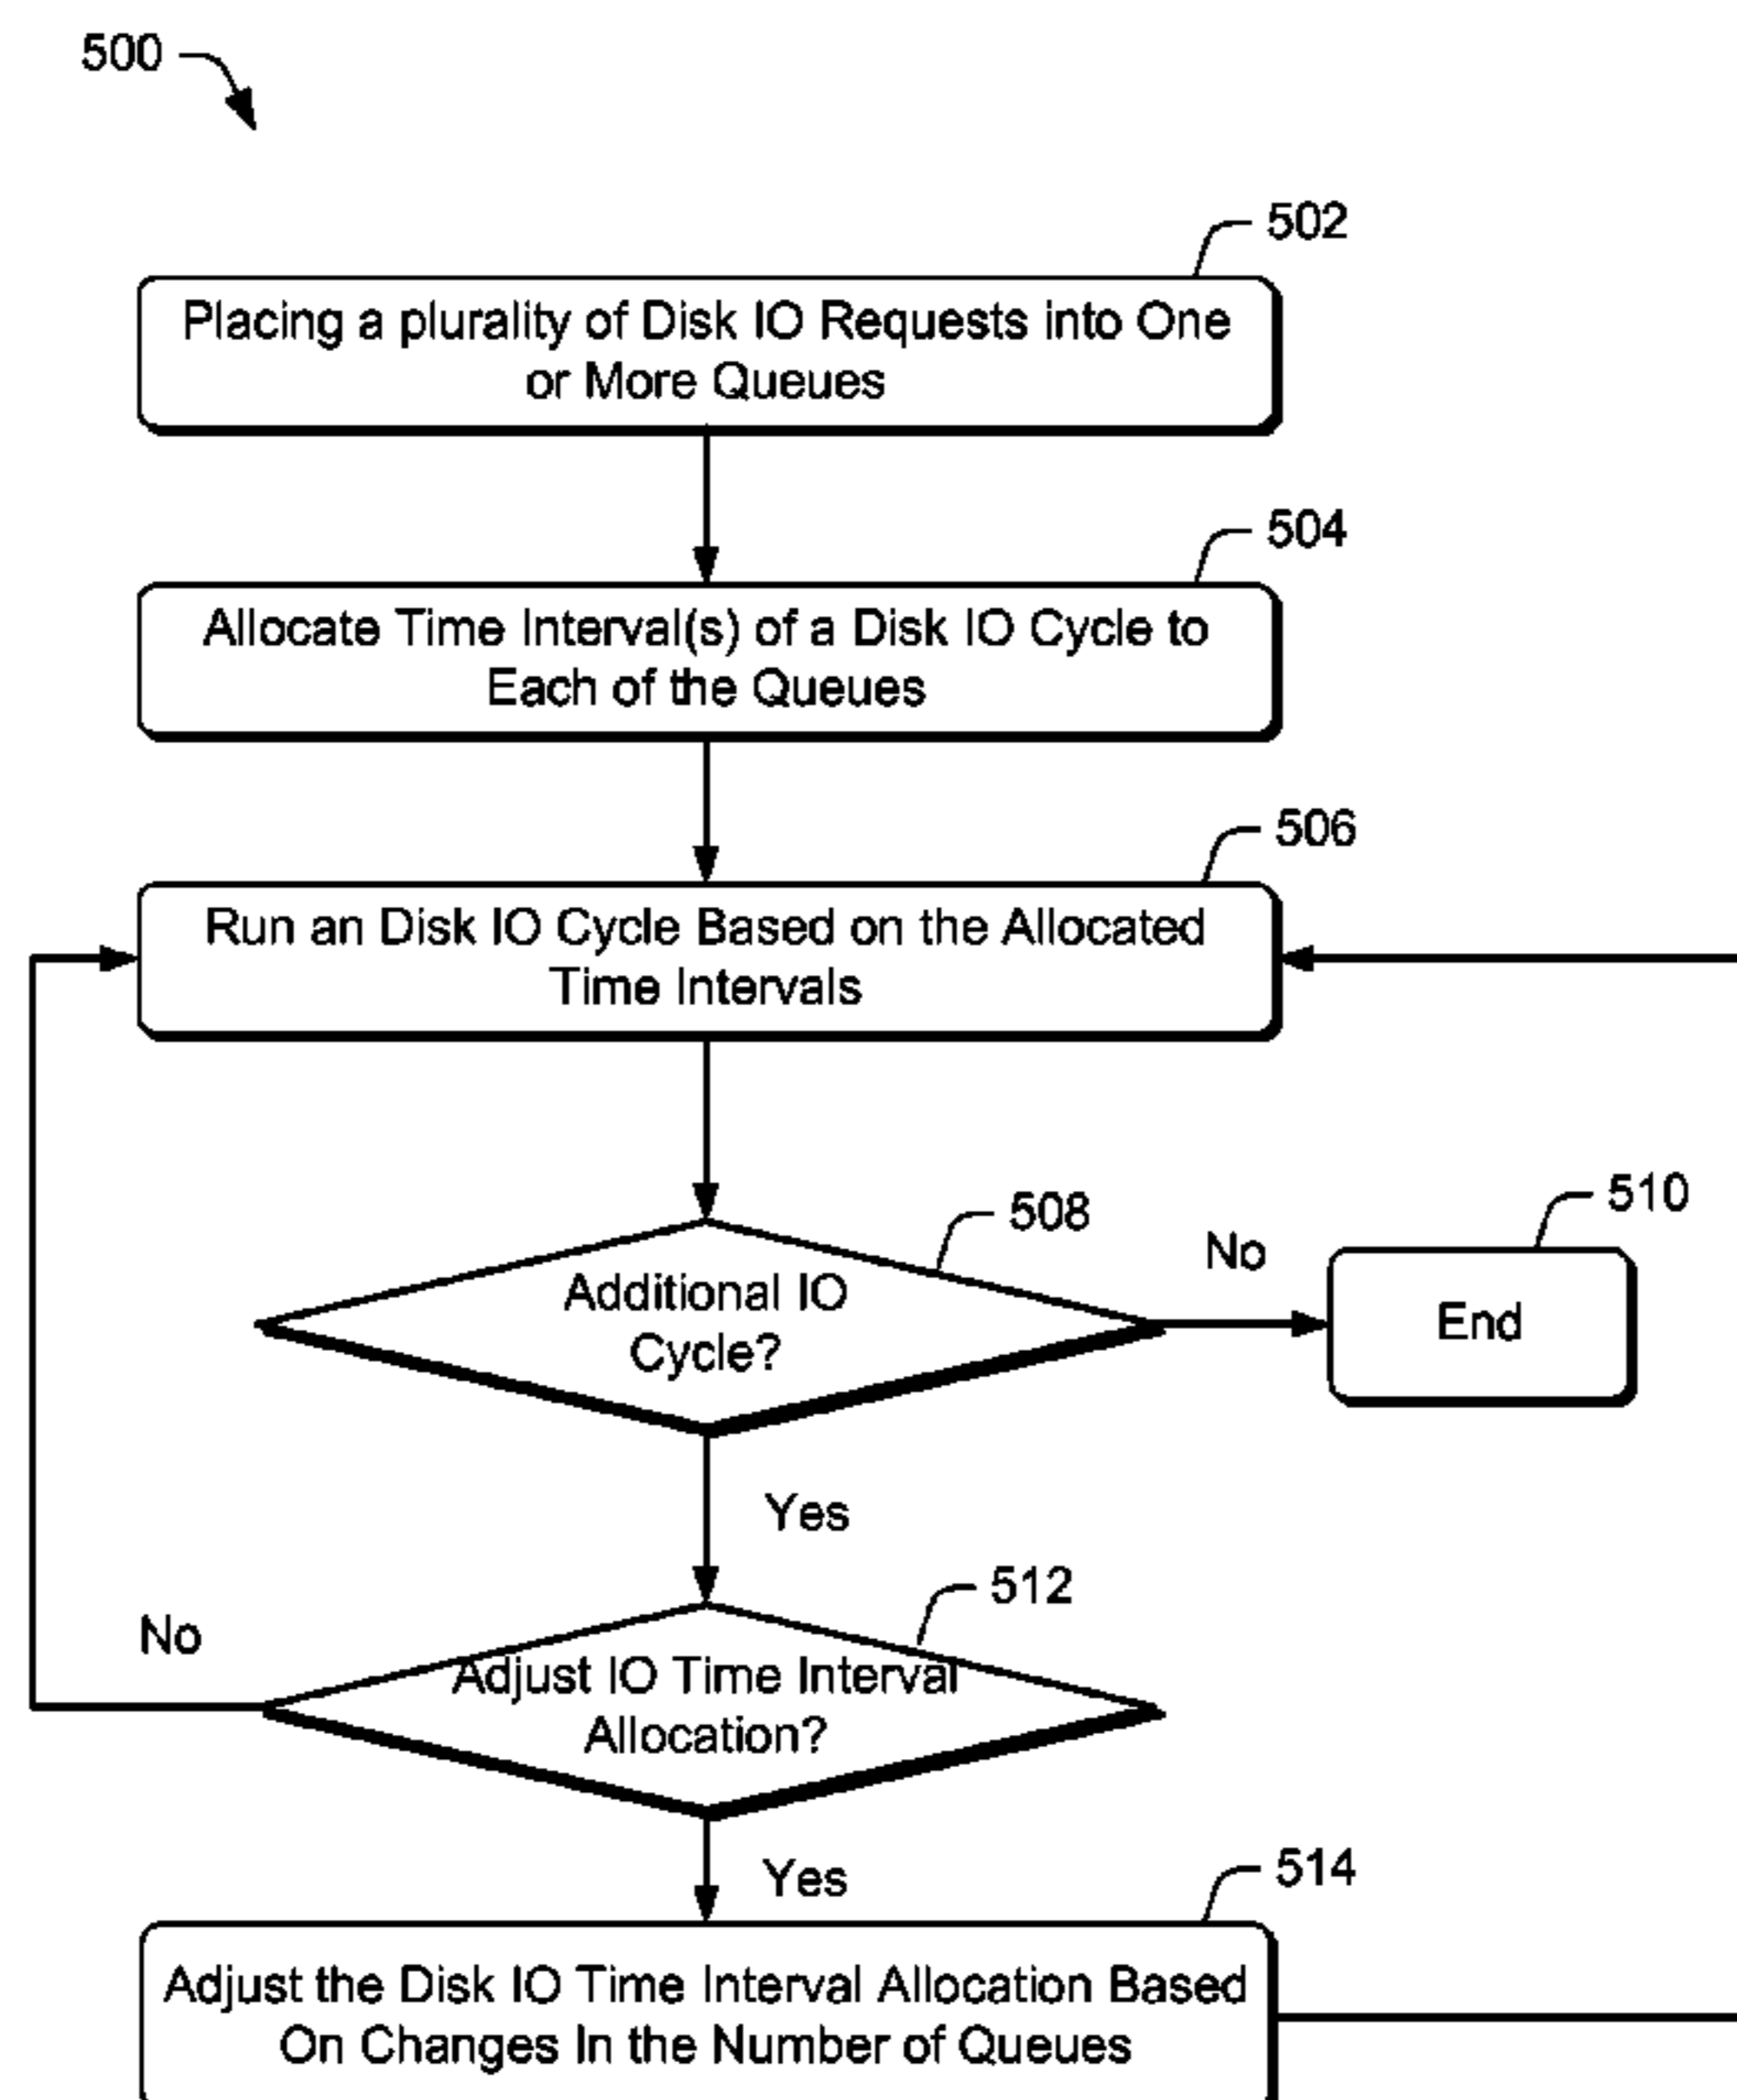 500
502
Placing a plurality of Disk IO Requests into One
or More Queues
504
Allocate Time Interval(s) of a Disk IO Cycle to
Each of the Queues
506
Run an Disk IO Cycle Based on the Allocated
Time Intervals
508
Additional IO
Cycle?
No
510
End
Yes
512
Adjust IO Time Interval
Allocation?
No
Yes
514
Adjust the Disk IO Time Interval Allocation Based
On Changes In the Number of Queues